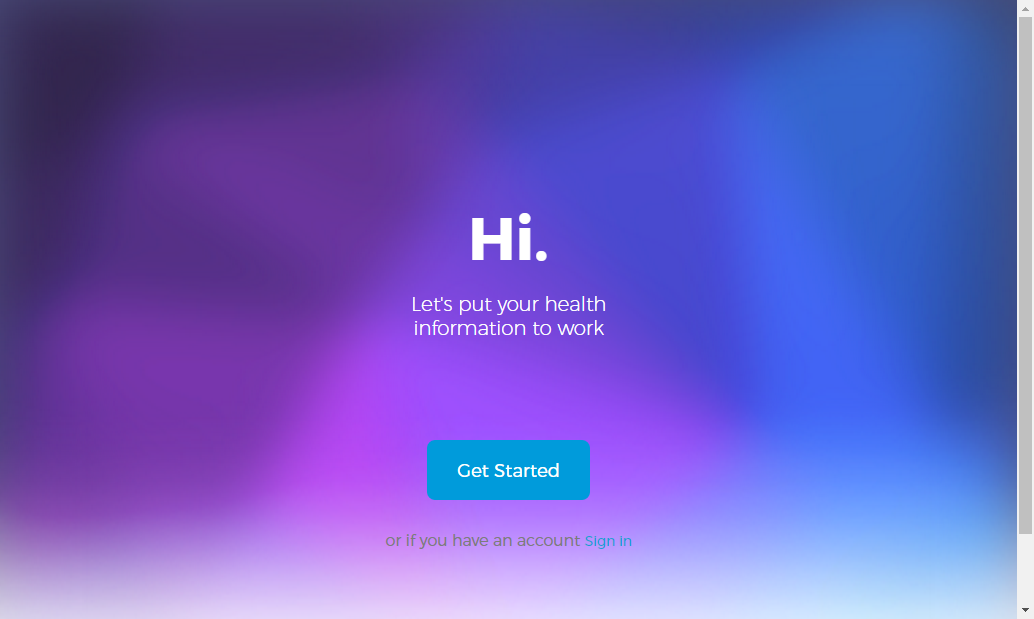 Hi.
Let's put your health
information to work
Get Started
or if you have an account Sign in